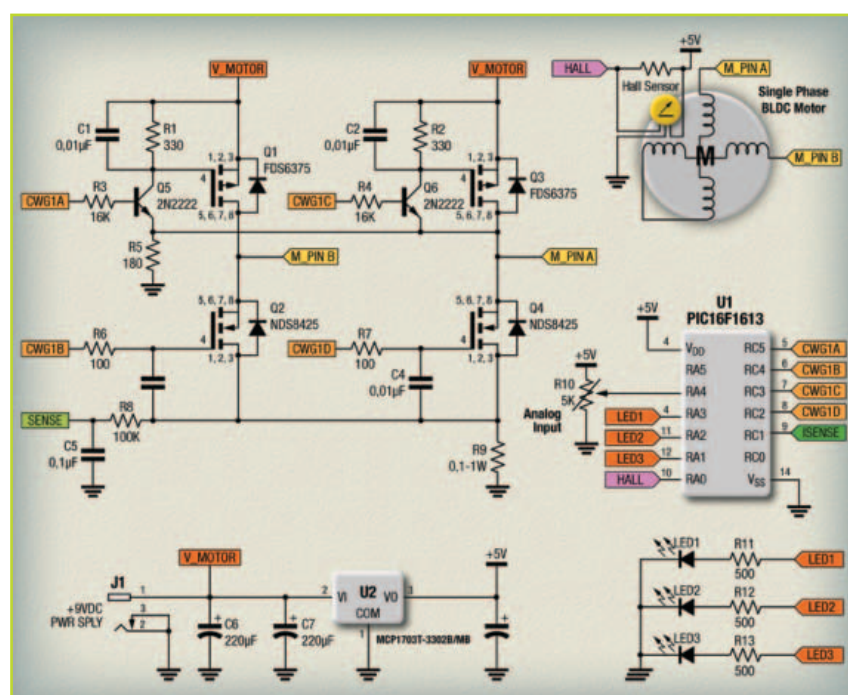 V_MOTOR
V_MOTOR
C1
0,01µF
R1
330
Q1
FDS6375
1, 2, 3
4
5, 6, 7, 8
CWG1A
R3
16K
Q5
2N2222
R5
180
C2
0,01µF
R2
330
Q3
FDS6375
1, 2, 3
4
5, 6, 7, 8
CWG1C
R4
16K
Q6
2N2222
M_PIN B
M_PIN A
5, 6, 7, 8
Q2
NDS8425
4
1, 2, 3
CWG1B
R6
100
5, 6, 7, 8
Q4
NDS8425
4
1, 2, 3
CWG1D
R7
100
C4
0,01µF
SENSE
R8
100K
C5
0,1µF
R9
0,1-1W
+5V
HALL
Hall Sensor
M_PIN A
Single Phase
BLDC Motor
M
M_PIN B
U1
PIC16F1613
+5V
4
VDD
RA5
RA4
RA3
RA2
RA1
RA0
RC5
RC4
RC3
RC2
RC1
RC0
VSS
5
6
7
8
9
14
CWG1A
CWG1B
CWG1C
CWG1D
ISENSE
+5V
R10
5K
Analog
Input
LED1
4
LED2
11
LED3
12
HALL
10
V_MOTOR
J1
1
+9VDC
PWR SPLY
3
2
+
C6
220µF
+
C7
220µF
2
VI
U2
VO
COM
3
1
MCP1703T-3302B/MB
+5V
+
LED1
R11
500
LED1
LED2
R12
500
LED2
LED3
R13
500
LED3